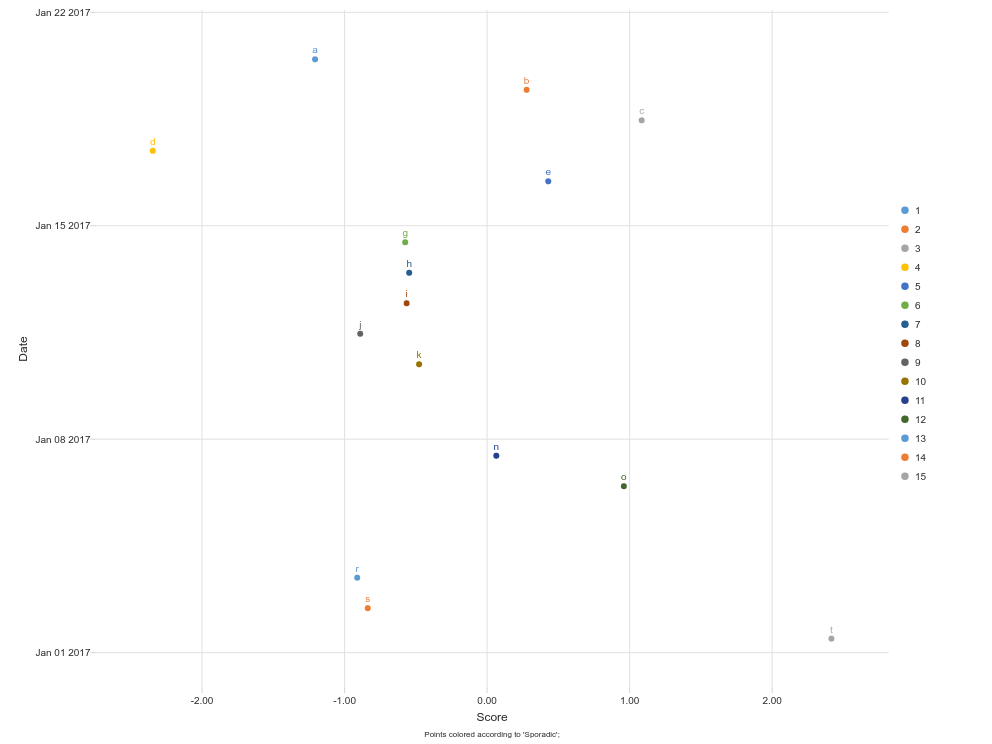 Jan 22 2017
a
b
c
d
e
Jan 15 2017
g
h
i
j
k
Jan 08 2017
n
o
r
s
t
Jan 01 2017
Date
-2.00
-1.00
0.00
1.00
2.00
Score
Points colored according to 'Sporadic';
1
2
3
4
5
6
7
8
9
10
11
12
13
14
15